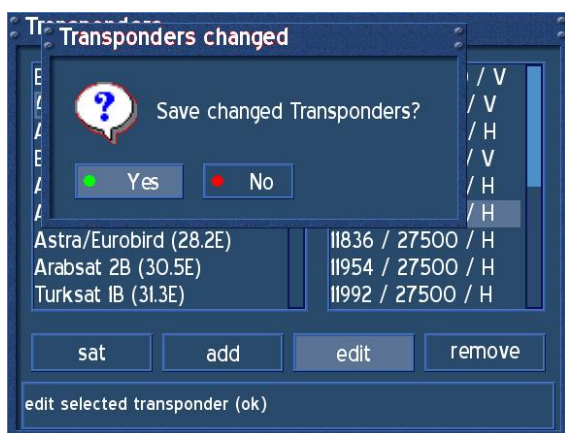 Transponders changed
Save changed Transponders?
Yes No
/ V
/ V
/ H
/ V
/ H
/ H
Astra/Eurobird (28.2E) 11836 / 27500 / H
Arabsat 2B (30.5E) 11954 / 27500 / H
Turksat 1B (31.3E) 11992 / 27500 / H
sat add edit remove
edit selected transponder (ok)